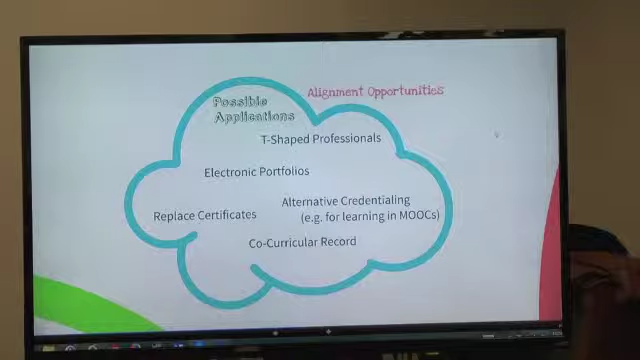 Alignment Opportunities
Possible
Applications
T-Shaped Professionals
Electronic Portfolios
Alternative Credentialing
(e.g. for learning in MOOCs)
Replace Certificates
Co-Curricular Record